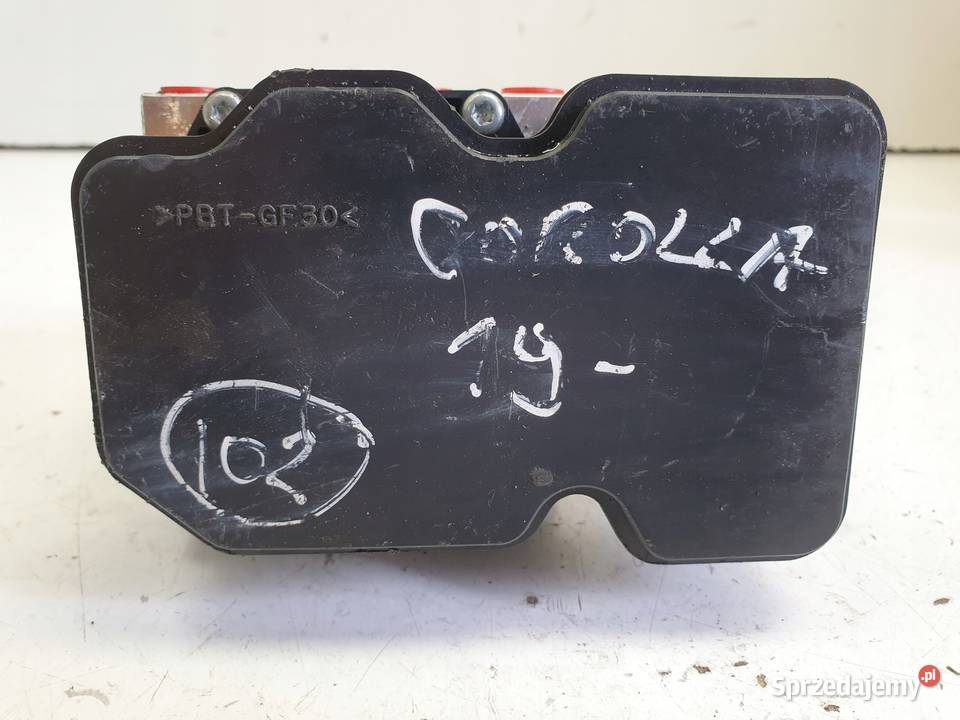 >PBT-GF30<
COROLLA
19-
102
Sprzedajemy.pl